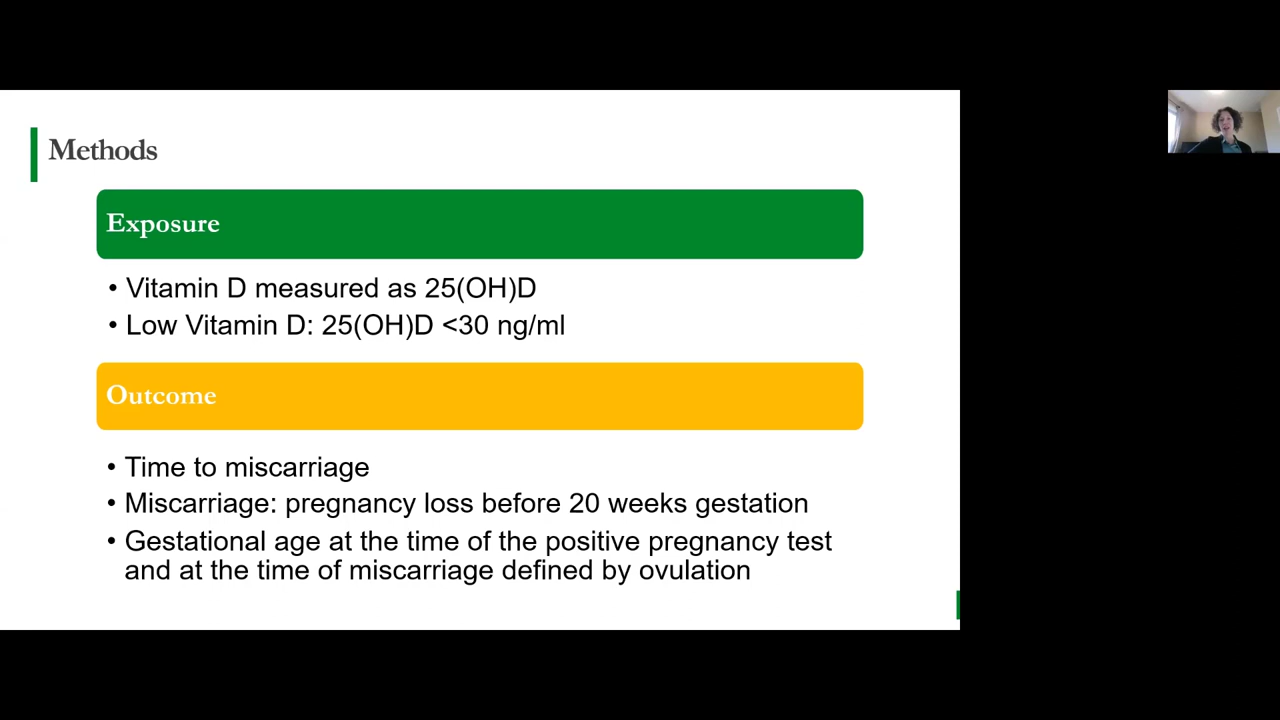 Methods
Exposure
• Vitamin D measured as 25(OH)D
• Low Vitamin D: 25(OH)D <30 ng/ml
Outcome
• Time to miscarriage
• Miscarriage: pregnancy loss before 20 weeks gestation
• Gestational age at the time of the positive pregnancy test
and at the time of miscarriage defined by ovulation